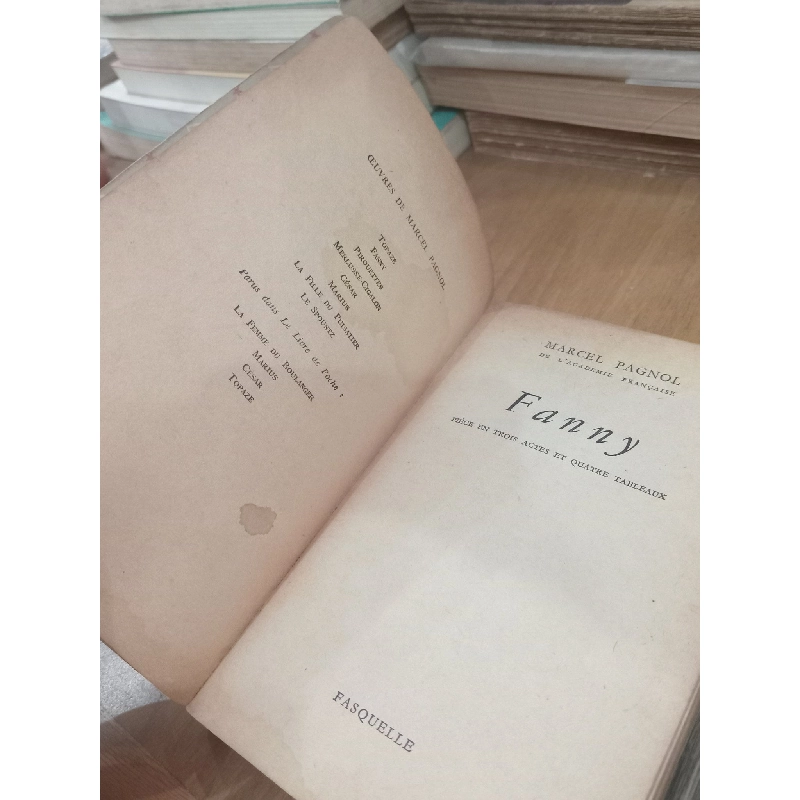 ŒUVRES DE MARCEL PAGNOL
TOPAZE
FANNY
PIROUETTES
MERLUSSE-CIGALON
CÉSAR
MARIUS
LA FILLE DU PUISATIER
LE SPOUNTZ
Parus dans Le Livre de Poche :
LA FEMME DU BOULANGER
MARIUS
CÉSAR
TOPAZE
MARCEL PAGNOL
DE L'ACADÉMIE FRANÇAISE
Fanny
PIÈCE EN TROIS ACTES ET QUATRE TABLEAUX
FASQUELLE